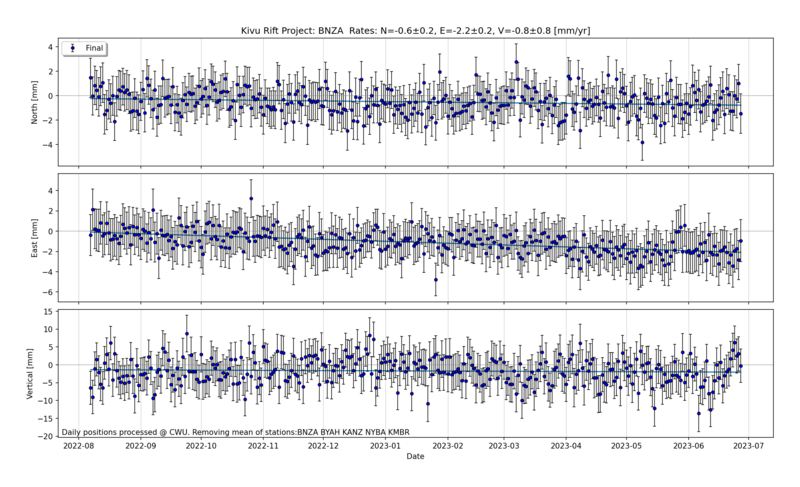 Kivu Rift Project: BNZA Rates: N=-0.6±0.2, E=-2.2±0.2, V=-0.8±0.8 [mm/yr]
Final
North [mm]
4
2
0
−2
−4
East [mm]
4
2
0
−2
−4
−6
Vertical [mm]
15
10
5
0
−5
−10
−15
−20
Daily positions processed @ CWU. Removing mean of stations:BNZA BYAH KANZ NYBA KMBR
2022-08 2022-09 2022-10 2022-11 2022-12 2023-01 2023-02 2023-03 2023-04 2023-05 2023-06 2023-07
Date